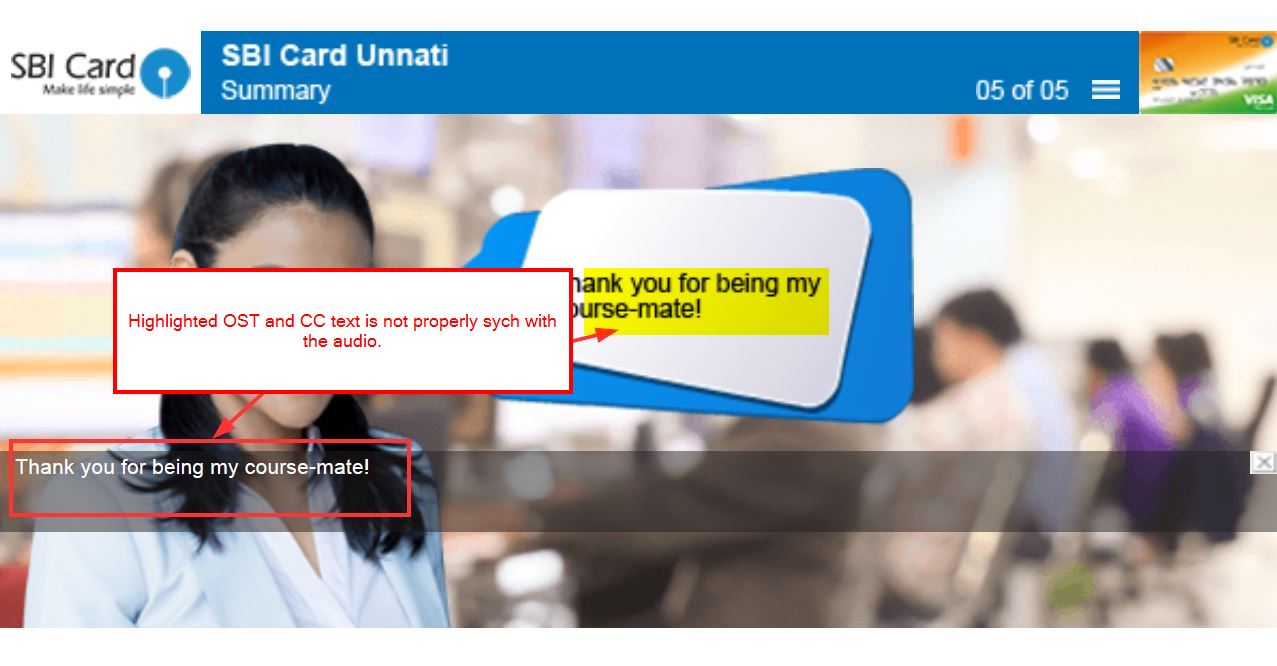 SBI Card
Make life simple
SBI Card Unnati
Summary
05 of 05
VISA
hank you for being my
ourse-mate!
Highlighted OST and CC text is not properly sych with
the audio.
Thank you for being my course-mate!